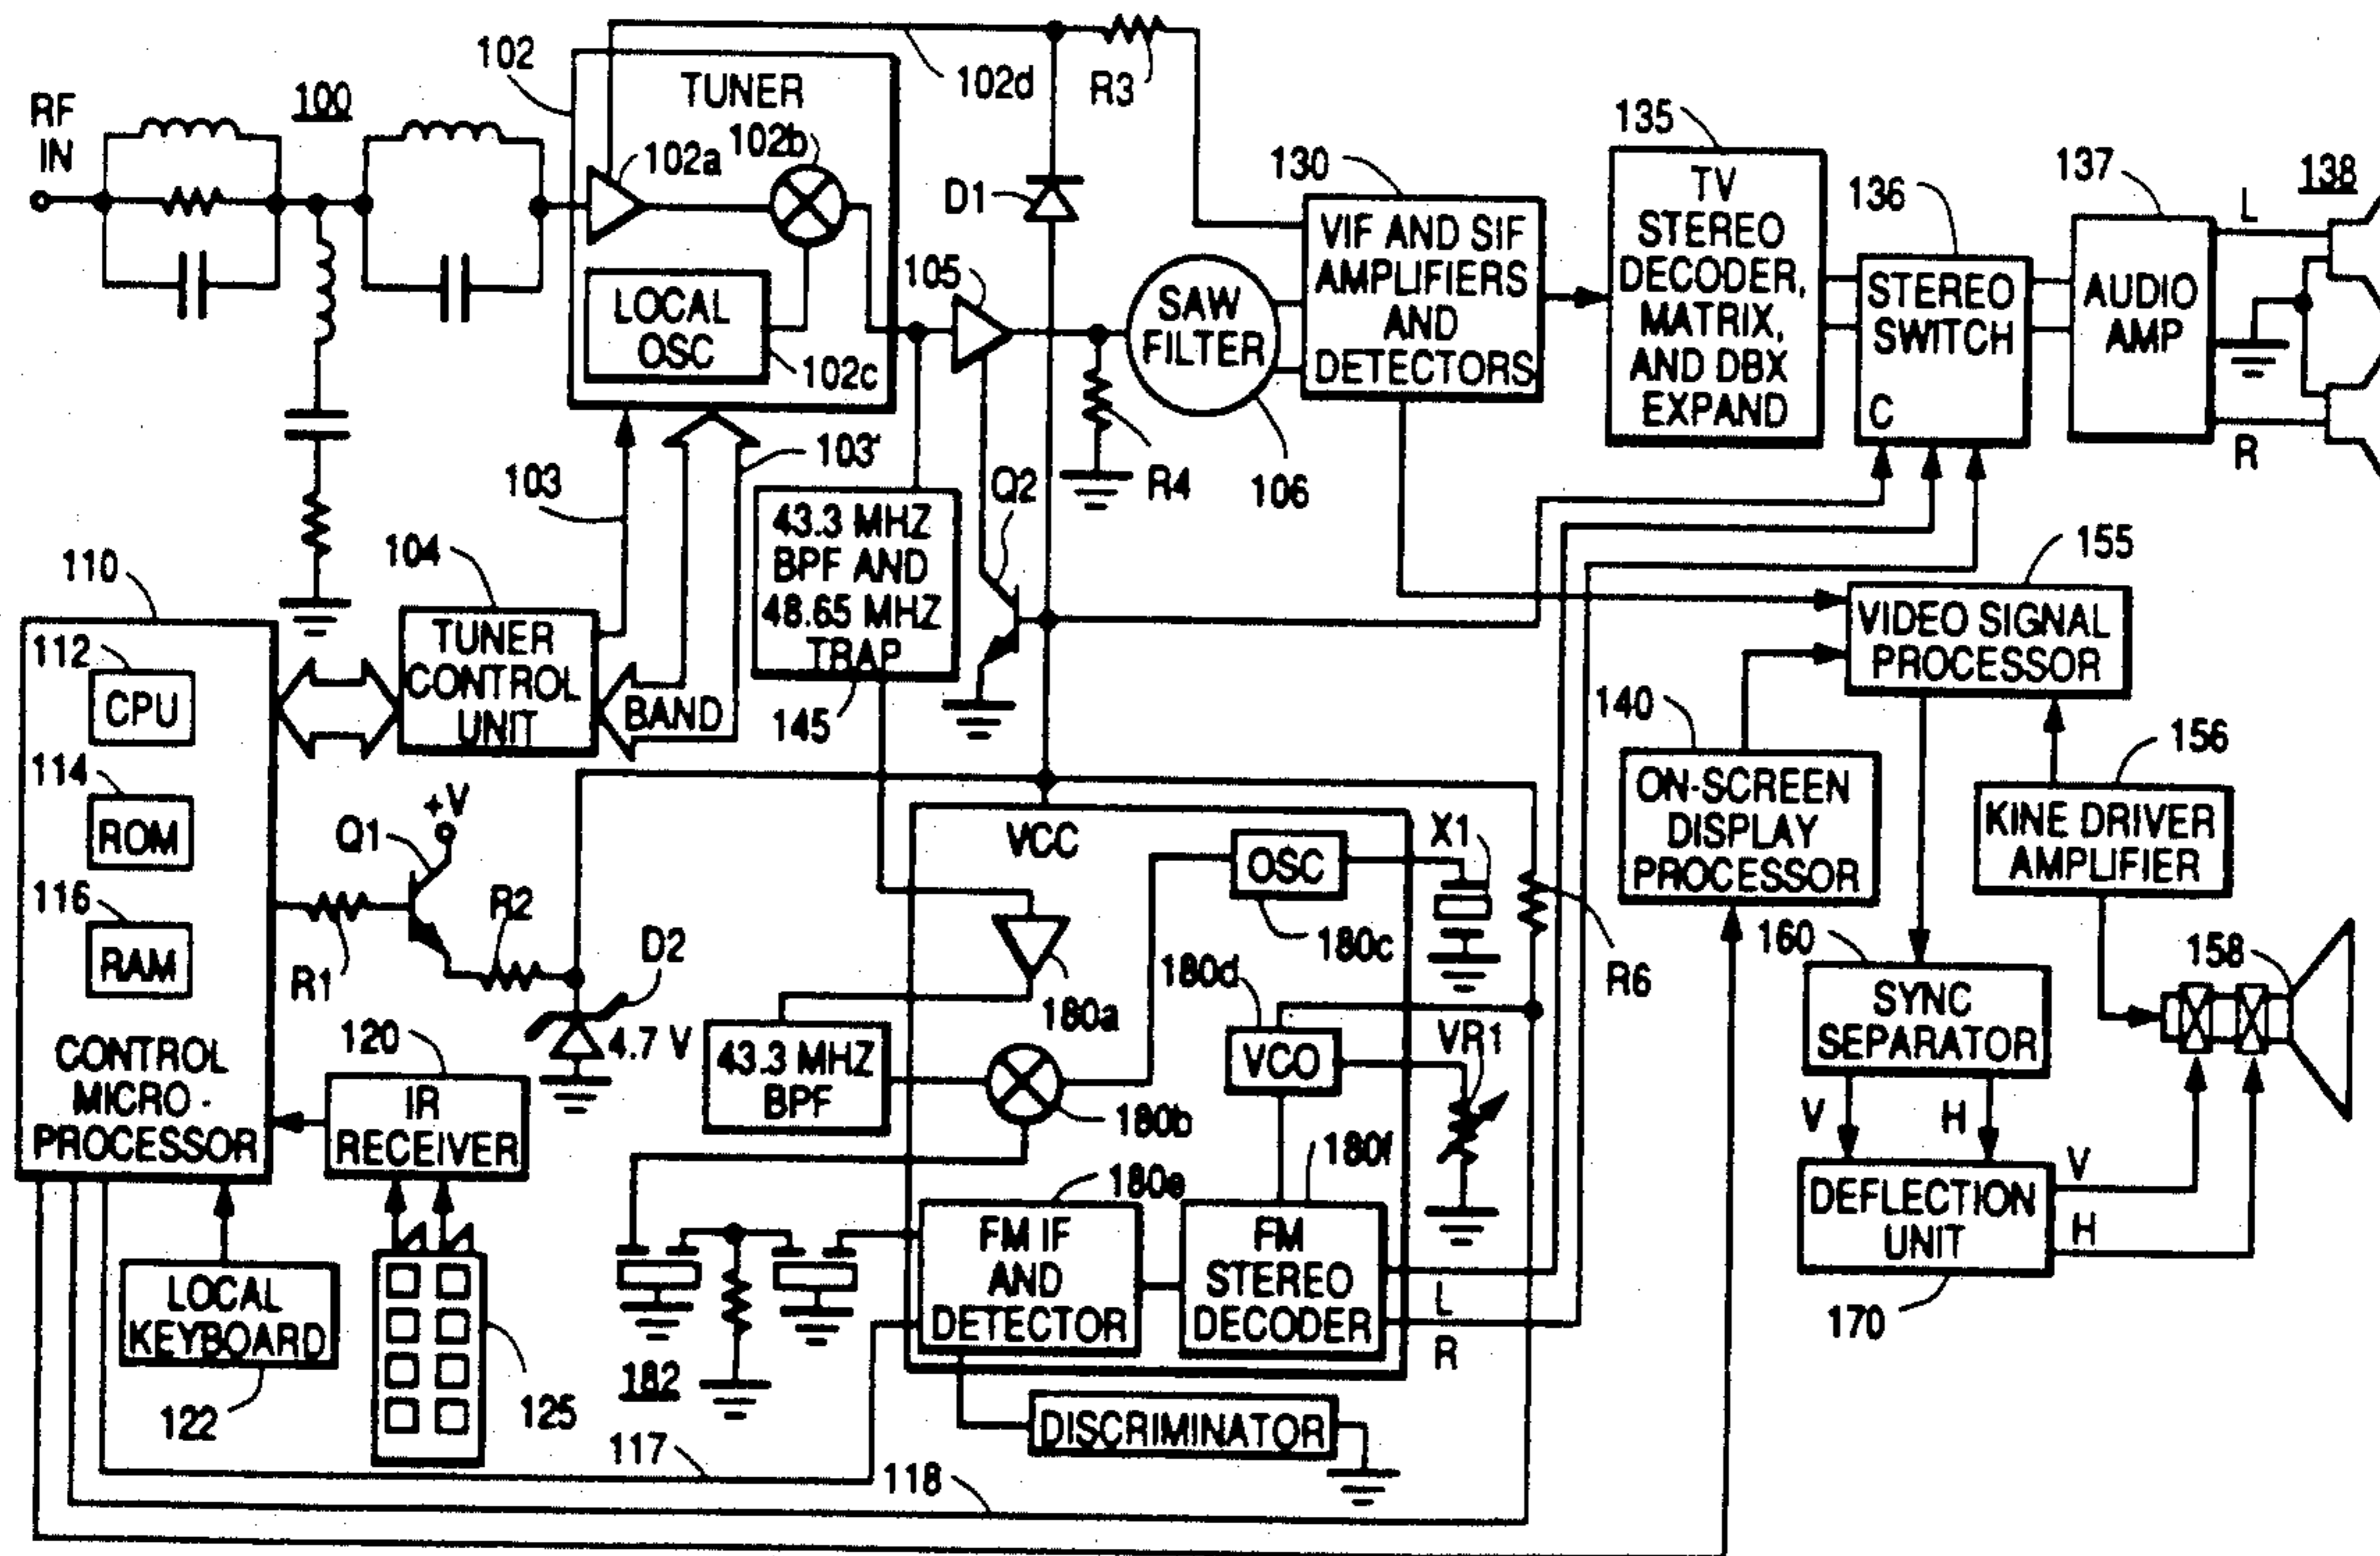 RF
IN
100
102
TUNER
102a
102b
LOCAL
OSC
102c
102d
R3
D1
105
SAW
FILTER
106
R4
130
VIF AND SIF
AMPLIFIERS
AND
DETECTORS
135
TV
STEREO
DECODER,
MATRIX,
AND DBX
EXPAND
136
STEREO
SWITCH
C
137
AUDIO
AMP
L
R
138
103
103'
43.3 MHZ
BPF AND
48.65 MHZ
TRAP
145
Q2
110
112
CPU
114
ROM
116
RAM
CONTROL
MICRO-
PROCESSOR
104
TUNER
CONTROL
UNIT
BAND
+V
Q1
R1
R2
D2
4.7 V
120
IR
RECEIVER
LOCAL
KEYBOARD
122
125
VCC
OSC
180c
X1
180a
43.3 MHZ
BPF
180b
180d
VCO
VR1
R6
180e
FM IF
AND
DETECTOR
180f
FM
STEREO
DECODER
L
R
182
DISCRIMINATOR
117
118
155
VIDEO SIGNAL
PROCESSOR
140
ON-SCREEN
DISPLAY
PROCESSOR
156
KINE DRIVER
AMPLIFIER
158
160
SYNC
SEPARATOR
V
H
DEFLECTION
UNIT
170
V
H